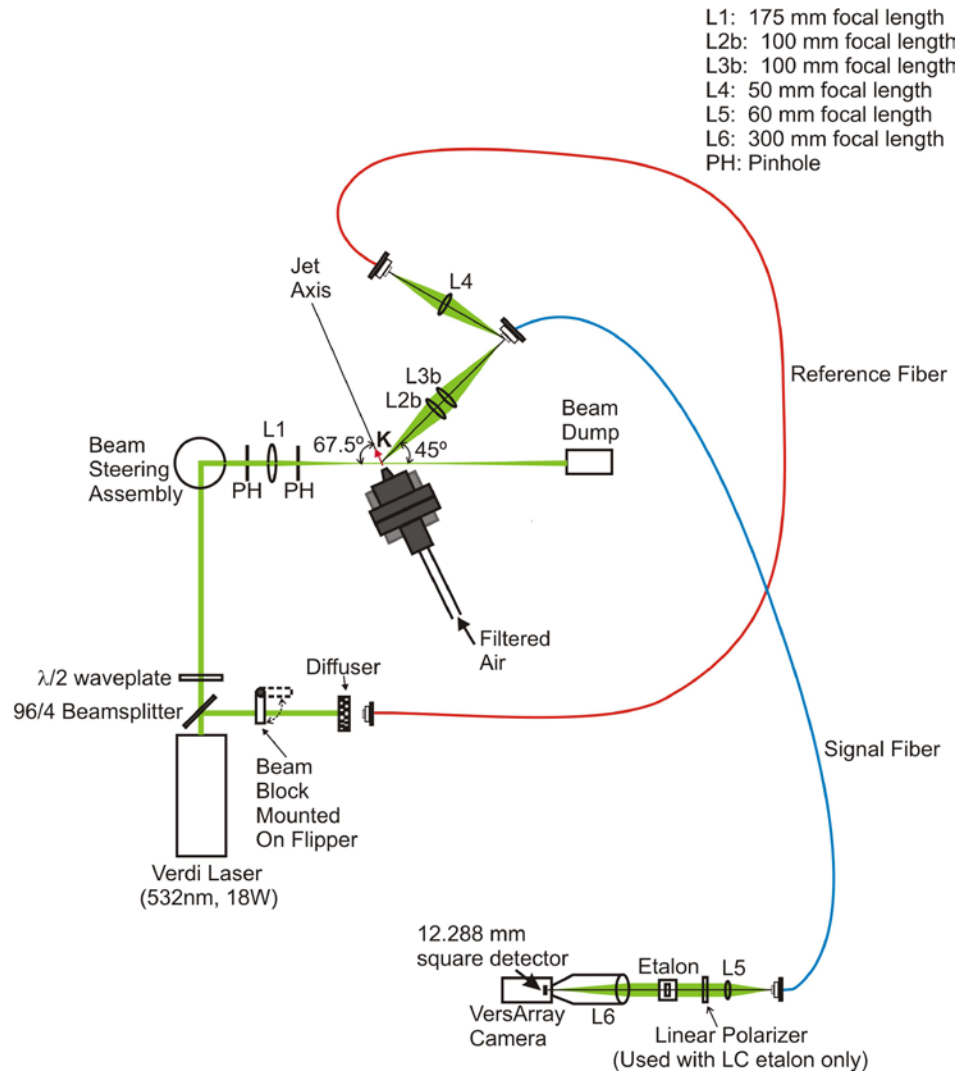 L1: 175 mm focal length
L2b: 100 mm focal length
L3b: 100 mm focal length
L4: 50 mm focal length
L5: 60 mm focal length
L6: 300 mm focal length
PH: Pinhole
Jet
Axis
L4
Reference Fiber
L3b
L2b
Beam
Dump
K
67.5º
45º
Beam
Steering
Assembly
L1
PH
PH
Filtered
Air
λ/2 waveplate
Diffuser
96/4 Beamsplitter
Signal Fiber
Beam
Block
Mounted
On Flipper
Verdi Laser
(532nm, 18W)
12.288 mm
square detector
Etalon
L5
VersArray
Camera
L6
Linear Polarizer
(Used with LC etalon only)